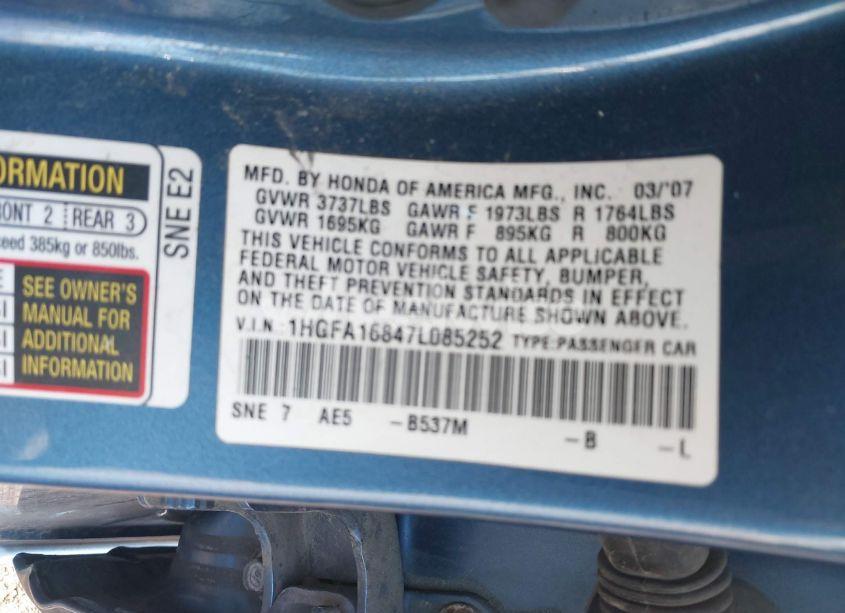 ORMATION
RONT 2 REAR 3
eed 385kg or 850lbs.
SEE OWNER'S
MANUAL FOR
ADDITIONAL
INFORMATION
SNE E2
MFD. BY HONDA OF AMERICA MFG., INC. 03/'07
GVWR 3737LBS GAWR F 1973LBS R 1764LBS
GVWR 1695KG GAWR F 895KG R 800KG
THIS VEHICLE CONFORMS TO ALL APPLICABLE
FEDERAL MOTOR VEHICLE SAFETY, BUMPER,
AND THEFT PREVENTION STANDARDS IN EFFECT
ON THE DATE OF MANUFACTURE SHOWN ABOVE.
V.I.N.: 1HGFA16847L085252 TYPE:PASSENGER CAR
SNE 7 AE5 -B537M -B -L